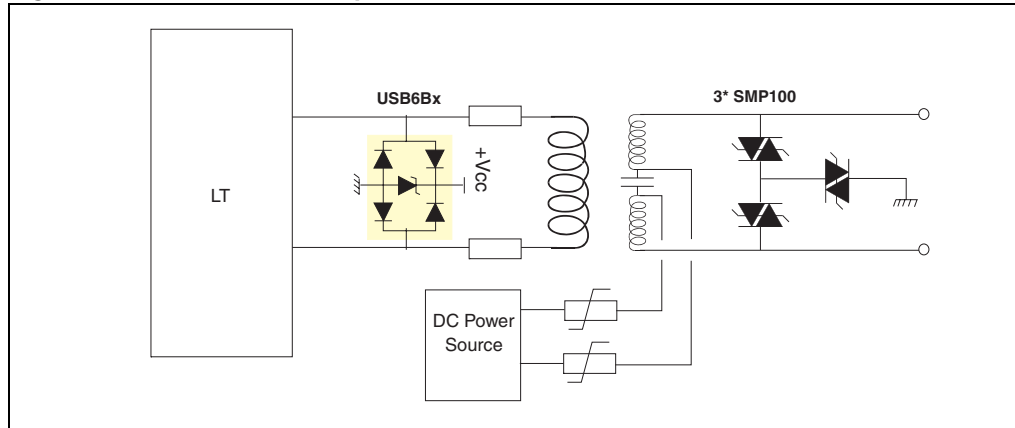 USB6Bx
3* SMP100
+Vcc
LT
DC Power
Source